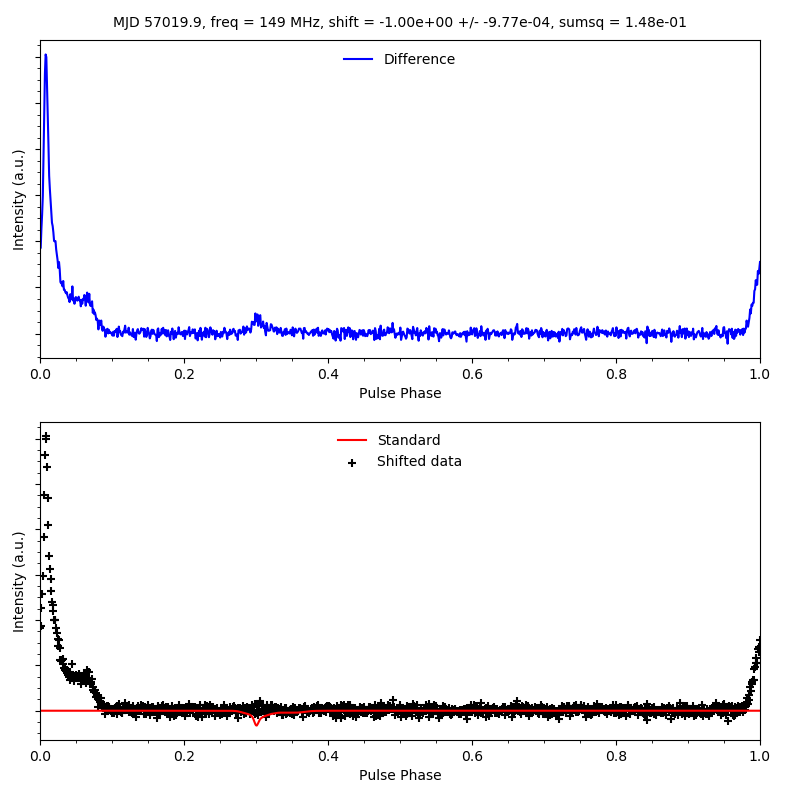 MJD 57019.9, freq = 149 MHz, shift = -1.00e+00 +/- -9.77e-04, sumsq = 1.48e-01
Difference
Intensity (a.u.)
0.0 0.2 0.4 0.6 0.8 1.0
Pulse Phase
Standard
Shifted data
Intensity (a.u.)
0.0 0.2 0.4 0.6 0.8 1.0
Pulse Phase